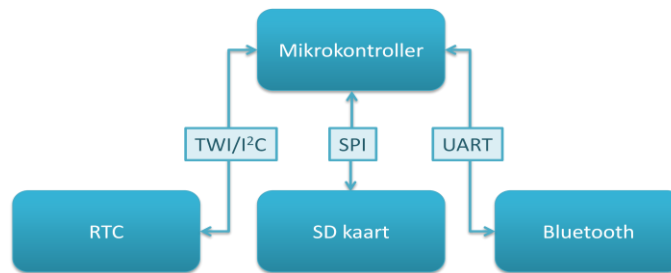 Mikrokontroller
TWI/I²C
SPI
UART
RTC
SD kaart
Bluetooth